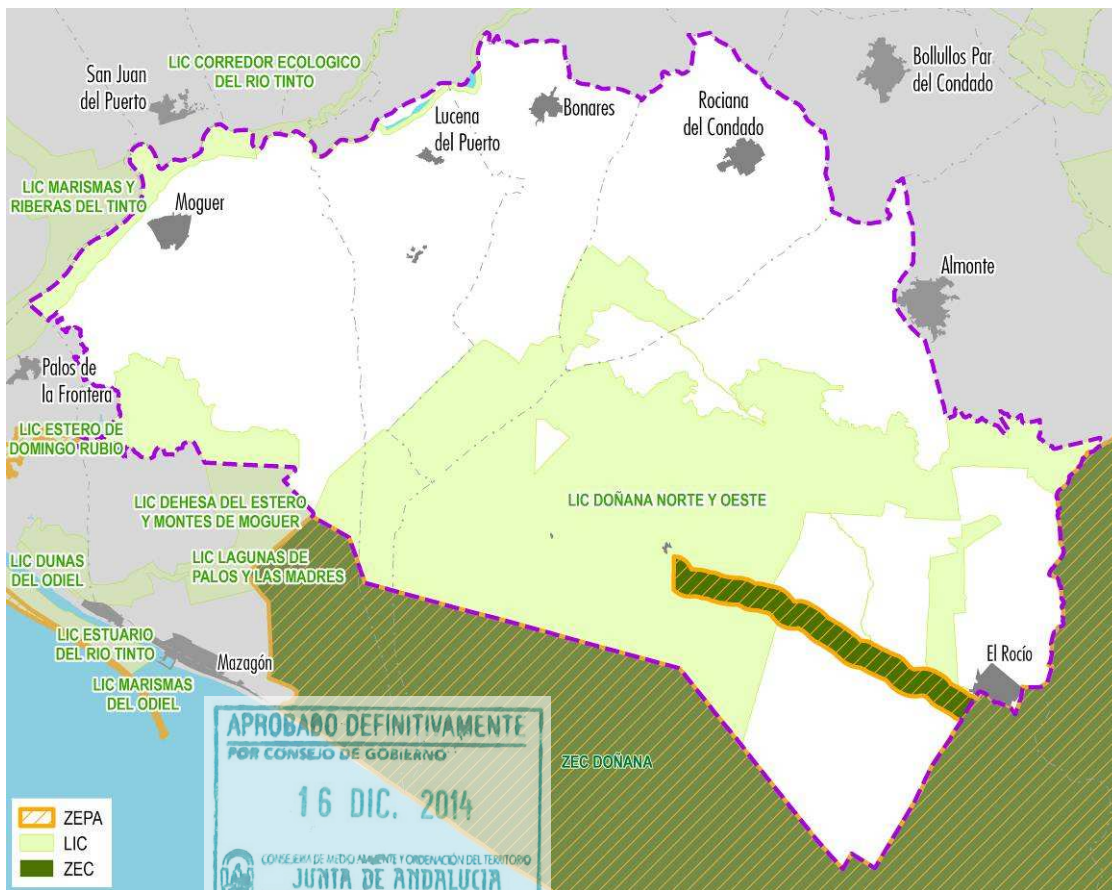 LIC CORREDOR ECOLOGICO
DEL RIO TINTO
San Juan
del Puerto
Bollullos Par
del Condado
Lucena
del Puerto
Bonares
Rociana
del Condado
LIC MARISMAS Y
RIBERAS DEL TINTO
Moguer
Almonte
Palos de
la Frontera
LIC ESTERO DE
DOMINGO RUBIO
LIC DEHESA DEL ESTERO
Y MONTES DE MOGUER
LIC DOÑANA NORTE Y OESTE
LIC DUNAS
DEL ODIEL
LIC LAGUNAS DE
PALOS Y LAS MADRES
LIC ESTUARIO
DEL RIO TINTO
Mazagón
El Rocío
LIC MARISMAS
DEL ODIEL
ZEC DOÑANA
APROBADO DEFINITIVAMENTE
POR CONSEJO DE GOBIERNO
16 DIC. 2014
CONSEJERIA DE MEDIO AMBIENTE Y ORDENACIÓN DEL TERRITORIO
JUNTA DE ANDALUCIA
ZEPA
LIC
ZEC